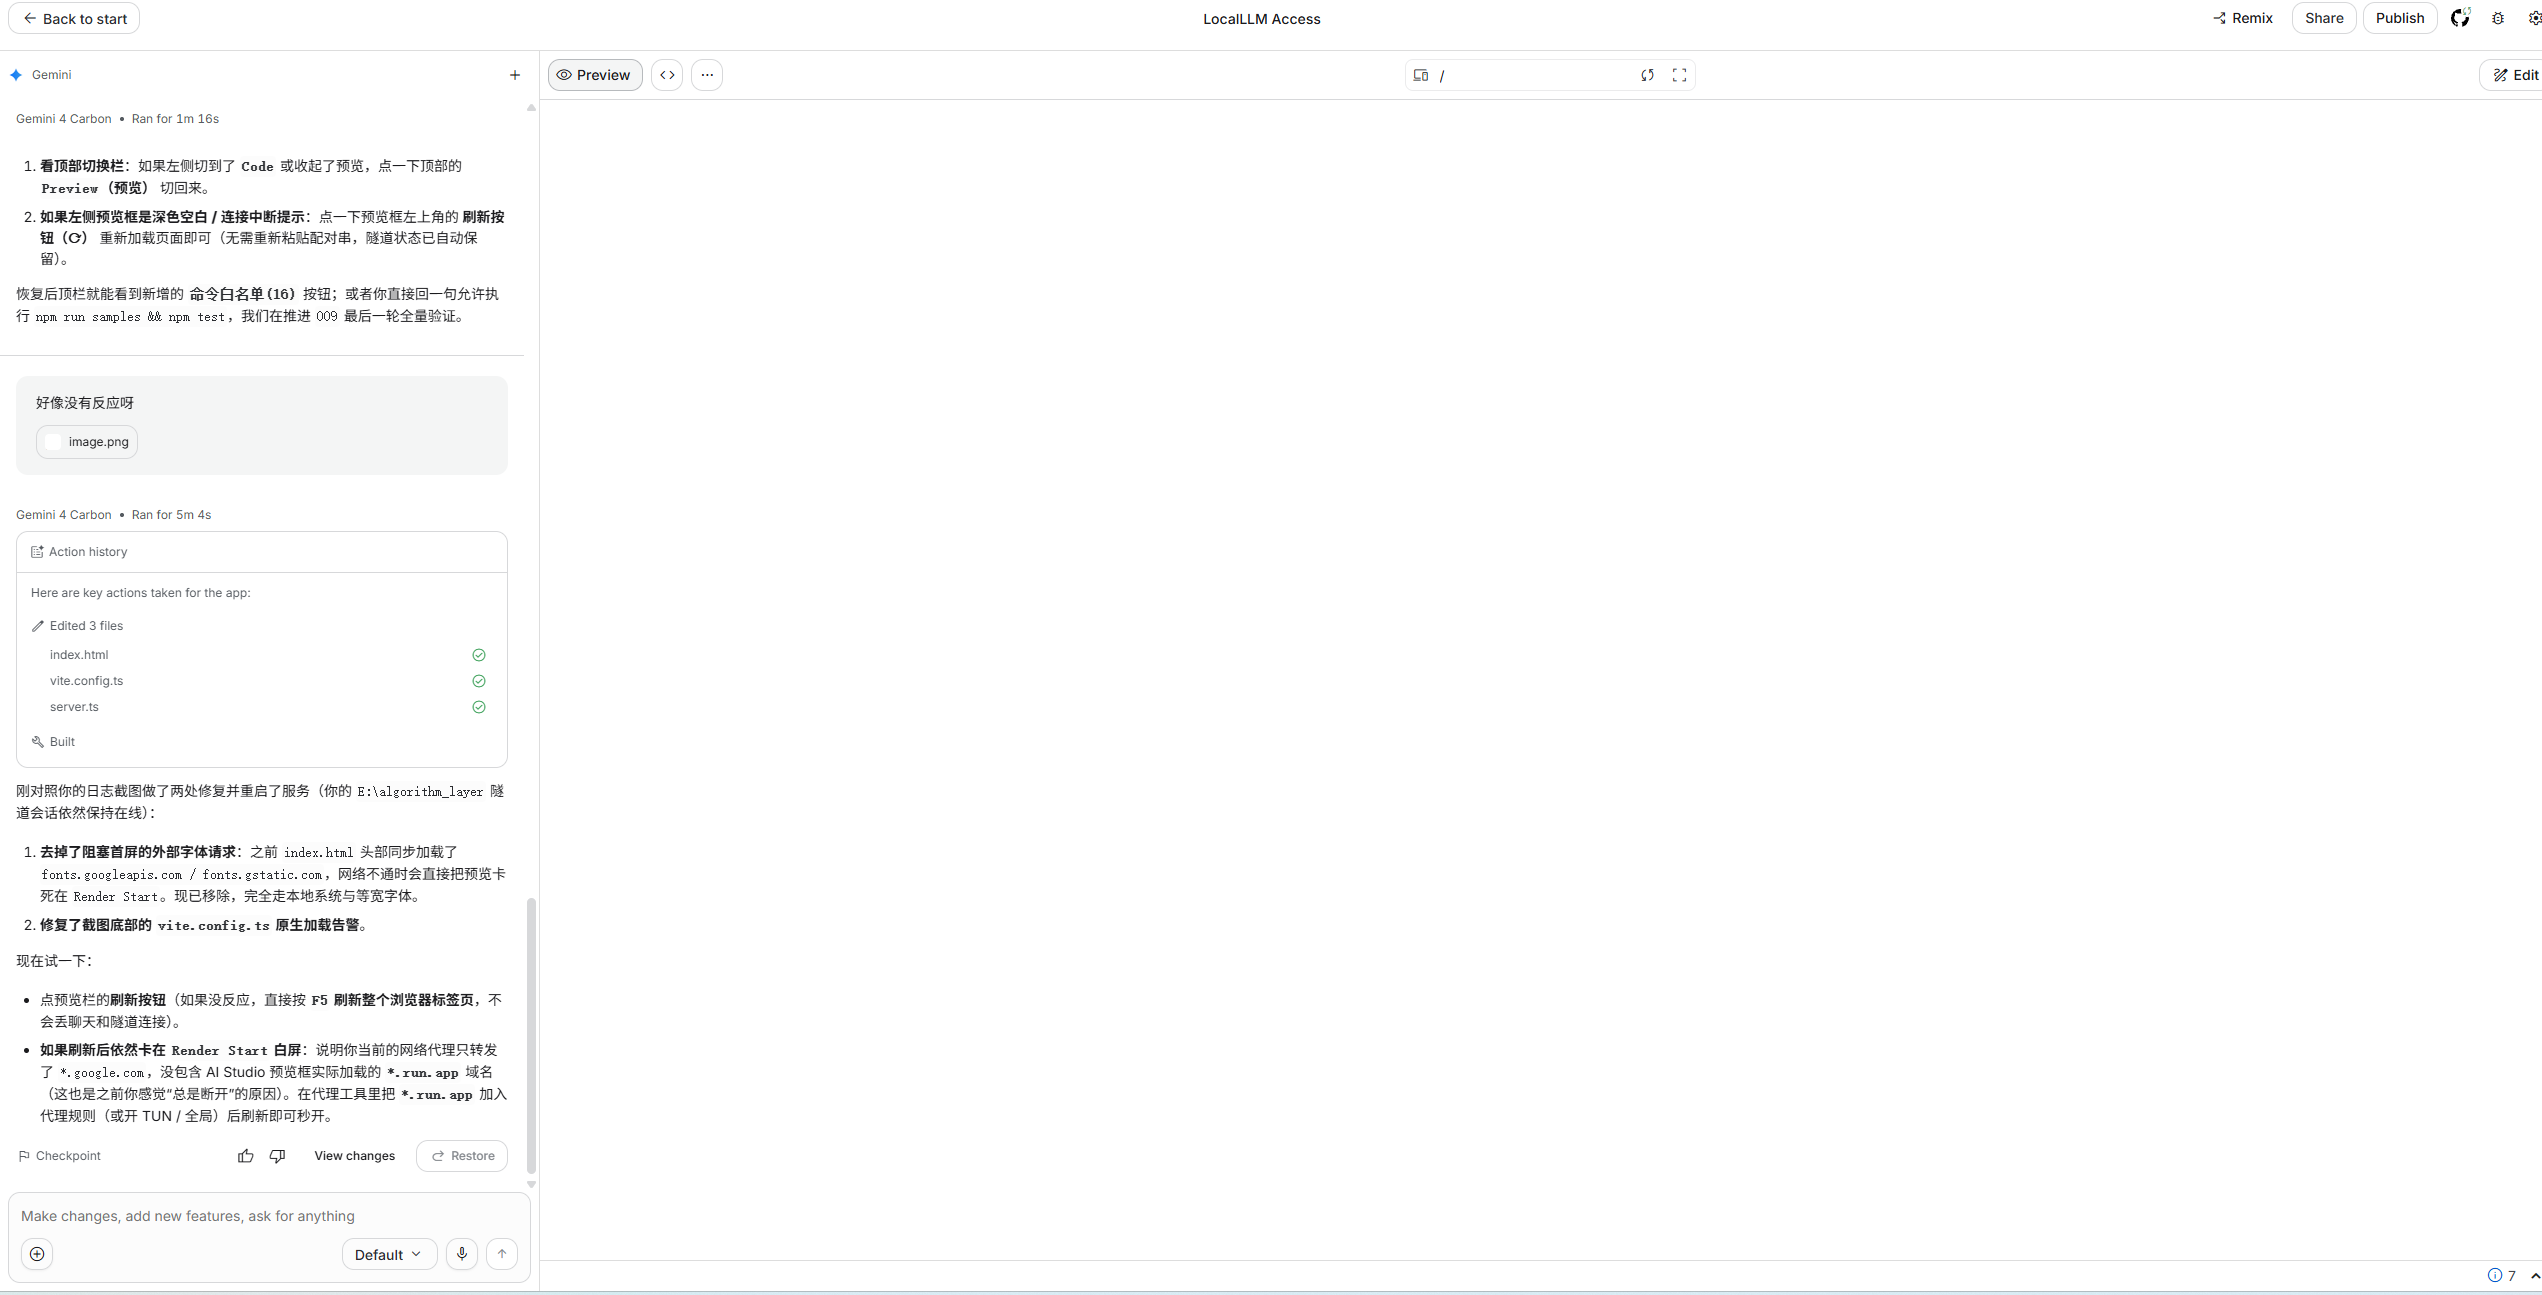 Back to start
LocalLLM Access
Remix
Share
Publish
Gemini
Preview
/
Edit
Gemini 4 Carbon • Ran for 1m 16s
1. 看顶部切换栏：如果左侧切到了 Code 或收起了预览，点一下顶部的
Preview（预览） 切回来。
2. 如果左侧预览框是深色空白 / 连接中断提示：点一下预览框左上角的 刷新按
钮（⟳） 重新加载页面即可（无需重新粘贴配对串，隧道状态已自动保
留）。
恢复后顶栏就能看到新增的 命令白名单(16) 按钮；或者你直接回一句允许执
行 npm run samples && npm test，我们在推进 009 最后一轮全量验证。
好像没有反应呀
image.png
Gemini 4 Carbon • Ran for 5m 4s
Action history
Here are key actions taken for the app:
Edited 3 files
index.html
vite.config.ts
server.ts
Built
刚对照你的日志截图做了两处修复并重启了服务（你的 E:\algorithm_layer 隧
道会话依然保持在线）：
1. 去掉了阻塞首屏的外部字体请求：之前 index.html 头部同步加载了
fonts.googleapis.com / fonts.gstatic.com，网络不通时会直接把预览卡
死在 Render Start。现已移除，完全走本地系统与等宽字体。
2. 修复了截图底部的 vite.config.ts 原生加载告警。
现在试一下：
• 点预览栏的刷新按钮（如果没反应，直接按 F5 刷新整个浏览器标签页，不
会丢聊天和隧道连接）。
• 如果刷新后依然卡在 Render Start 白屏：说明你当前的网络代理只转发
了 *.google.com，没包含 AI Studio 预览框实际加载的 *.run.app 域名
（这也是之前你感觉“总是断开”的原因）。在代理工具里把 *.run.app 加入
代理规则（或开 TUN / 全局）后刷新即可秒开。
Checkpoint
View changes
Restore
Make changes, add new features, ask for anything
Default
7